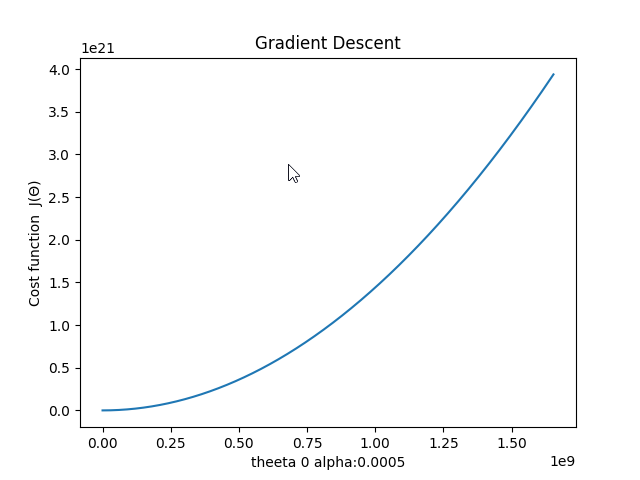 Gradient Descent
1e21
4.0
3.5
3.0
2.5
2.0
1.5
1.0
0.5
0.0
Cost function J(Θ)
0.00 0.25 0.50 0.75 1.00 1.25 1.50
1e9
theeta 0 alpha:0.0005